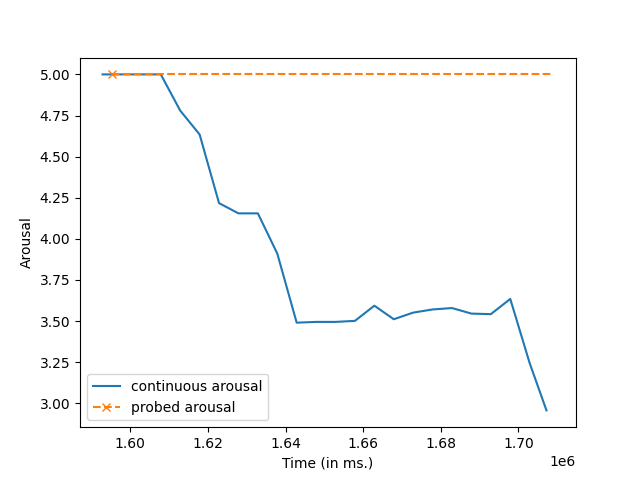 5.00
4.75
4.50
4.25
4.00
3.75
3.50
3.25
3.00
Arousal
continuous arousal
probed arousal
1.60 1.62 1.64 1.66 1.68 1.70
1e6
Time (in ms.)